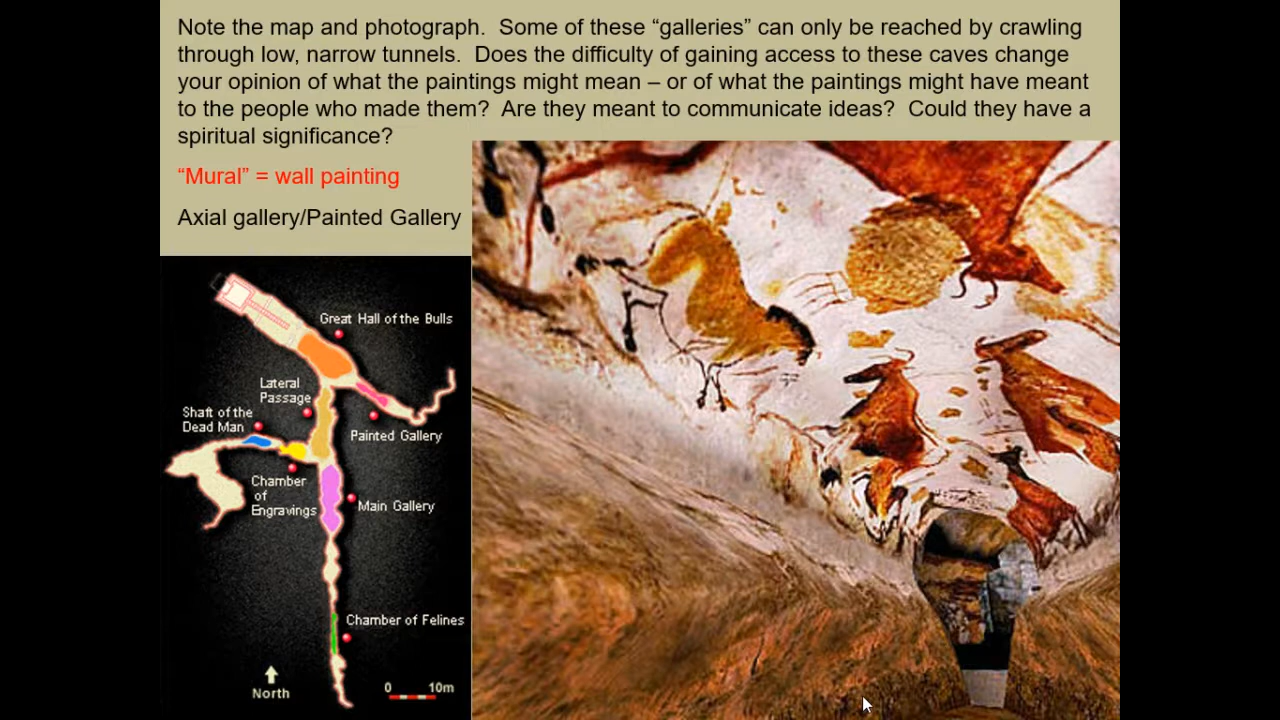 Note the map and photograph.  Some of these “galleries” can only be reached by crawling
through low, narrow tunnels.  Does the difficulty of gaining access to these caves change
your opinion of what the paintings might mean – or of what the paintings might have meant
to the people who made them?  Are they meant to communicate ideas?  Could they have a
spiritual significance?
“Mural” = wall painting
Axial gallery/Painted Gallery
Great Hall of the Bulls
Lateral
Passage
Shaft of the
Dead Man
Painted Gallery
Chamber
of
Engravings
Main Gallery
Chamber of Felines
North
0 10m